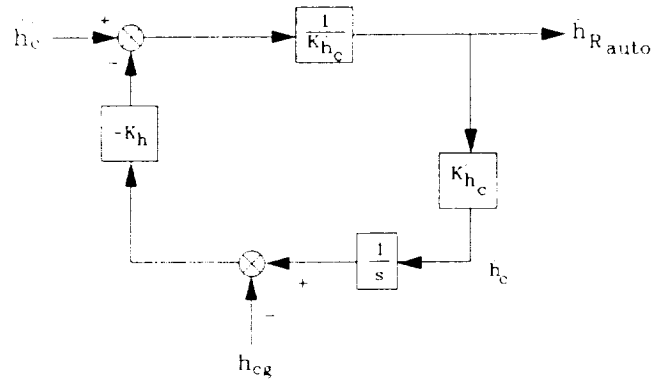 h_c + 1/K_h_c h_R_auto
-
-K_h
K_h_c
1/s
+ h_c
-
h_cg